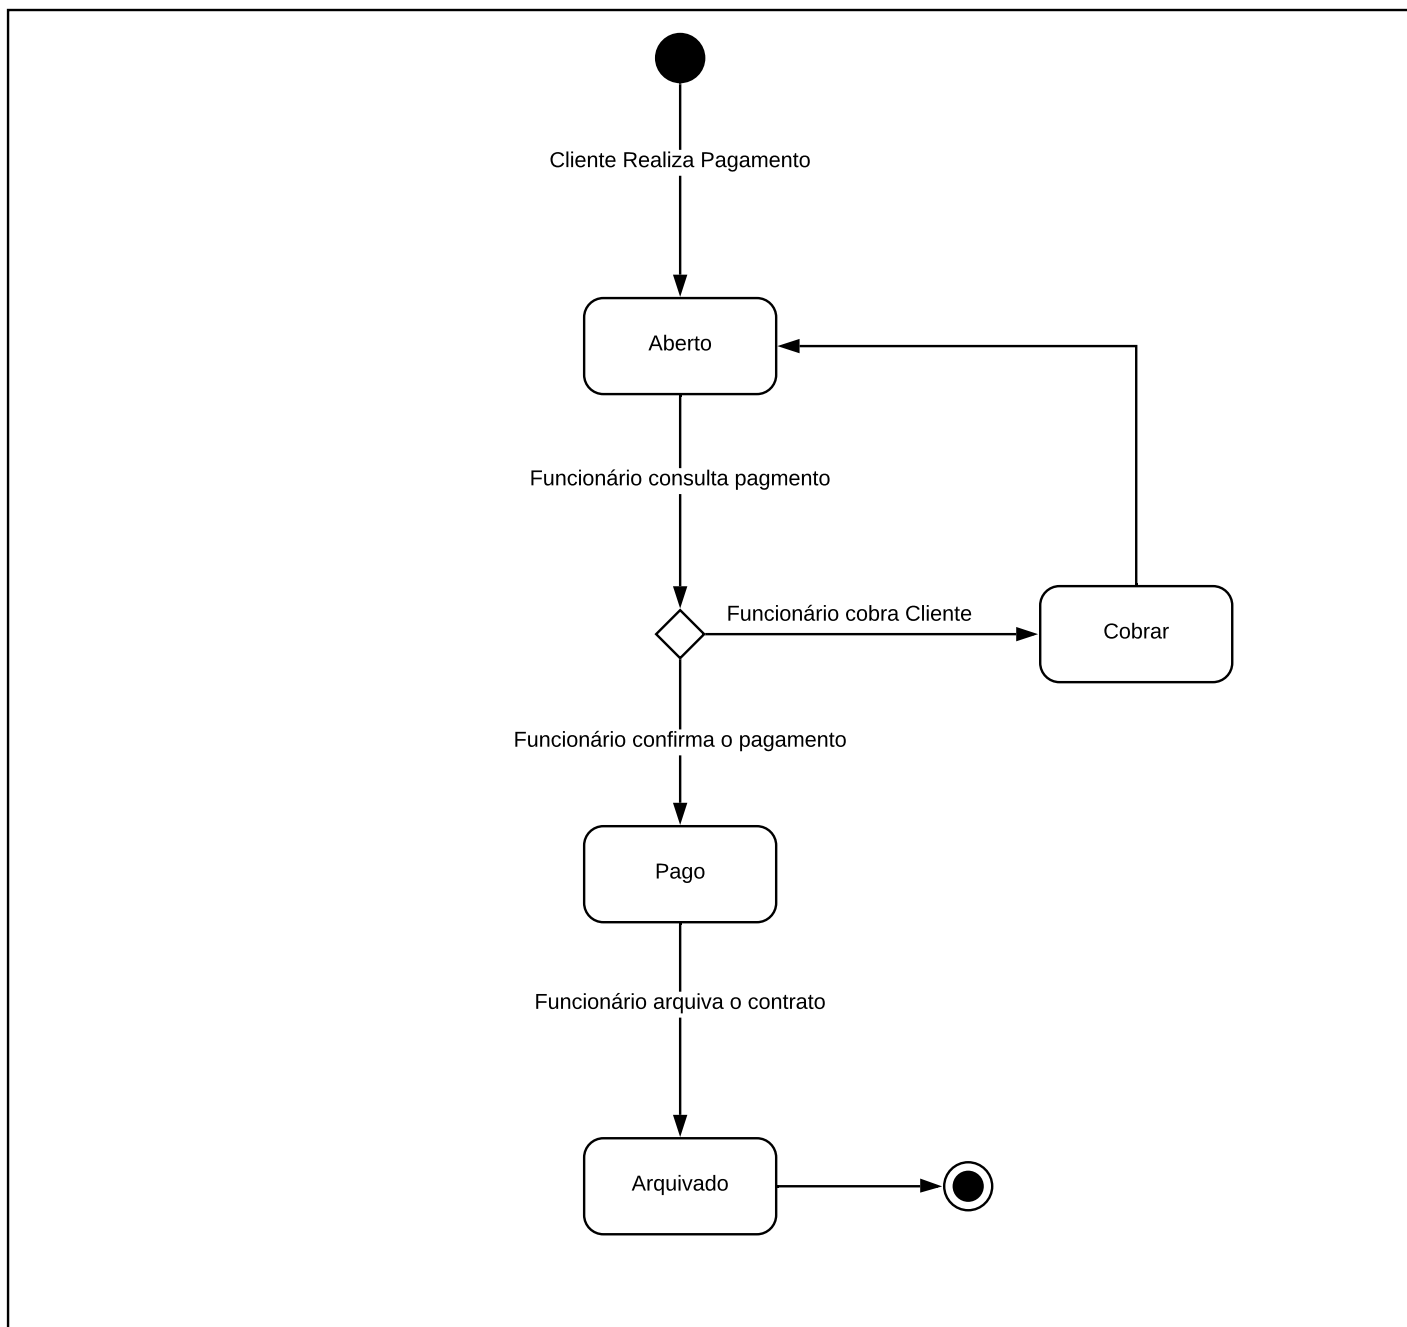 Cliente Realiza Pagamento
Aberto
Funcionário consulta pagmento
Funcionário cobra Cliente
Cobrar
Funcionário confirma o pagamento
Pago
Funcionário arquiva o contrato
Arquivado